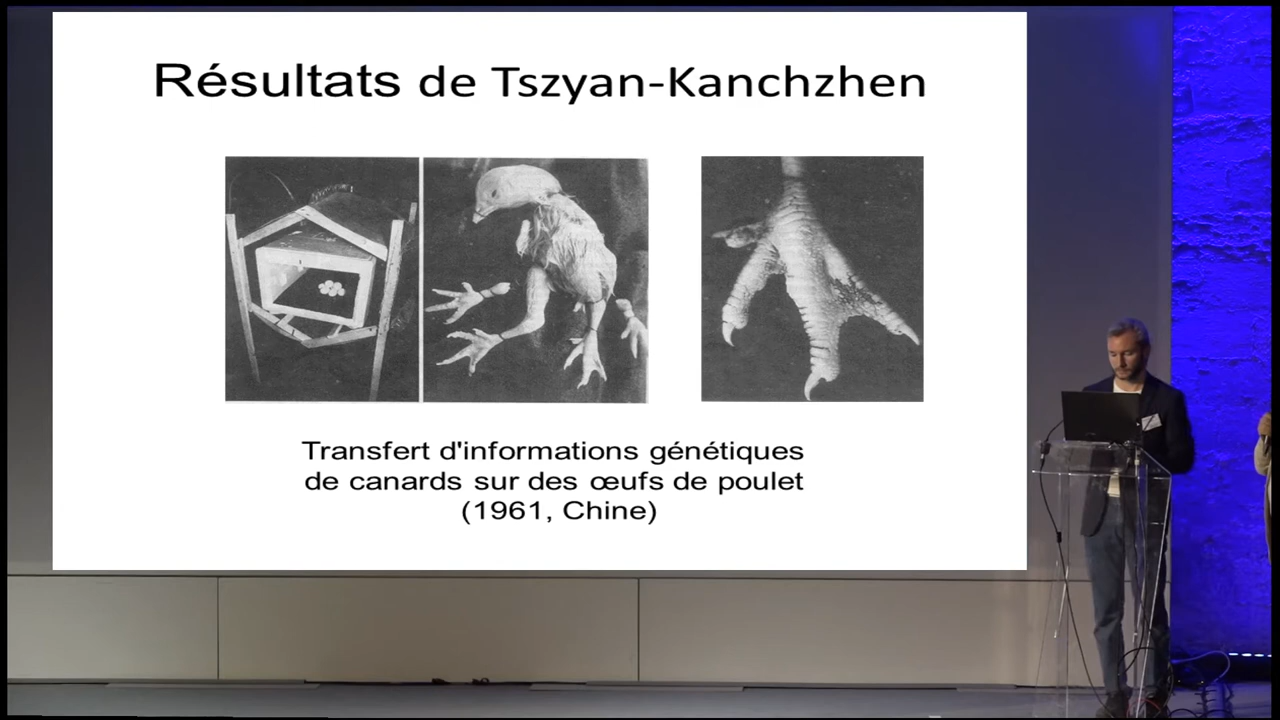 Résultats de Tszyan-Kanchzhen
Transfert d'informations génétiques
de canards sur des œufs de poulet
(1961, Chine)